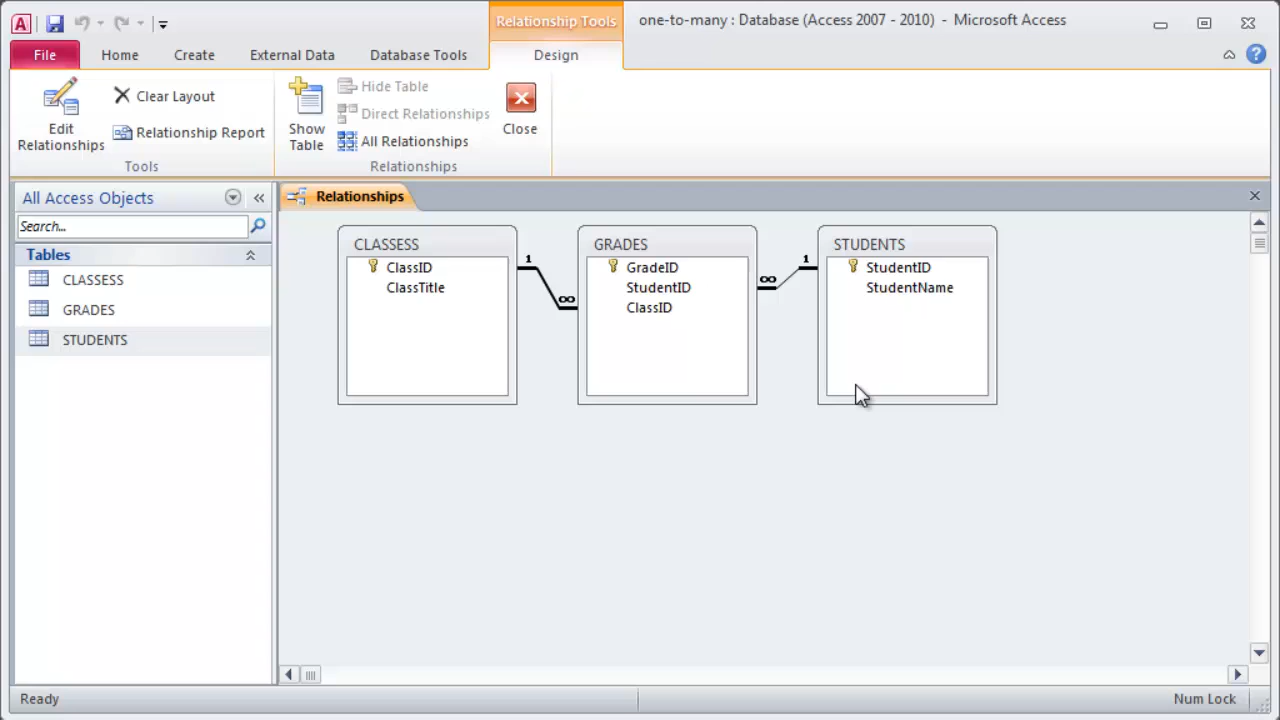 Relationship Tools
one-to-many : Database (Access 2007 - 2010) - Microsoft Access
File Home Create External Data Database Tools Design
Edit Relationships
Clear Layout
Relationship Report
Tools
Show Table
Hide Table
Direct Relationships
All Relationships
Relationships
Close
All Access Objects
Search...
Tables
CLASSESS
GRADES
STUDENTS
Relationships
CLASSESS
ClassID
ClassTitle
1
∞
GRADES
GradeID
StudentID
ClassID
∞
1
STUDENTS
StudentID
StudentName
Ready
Num Lock